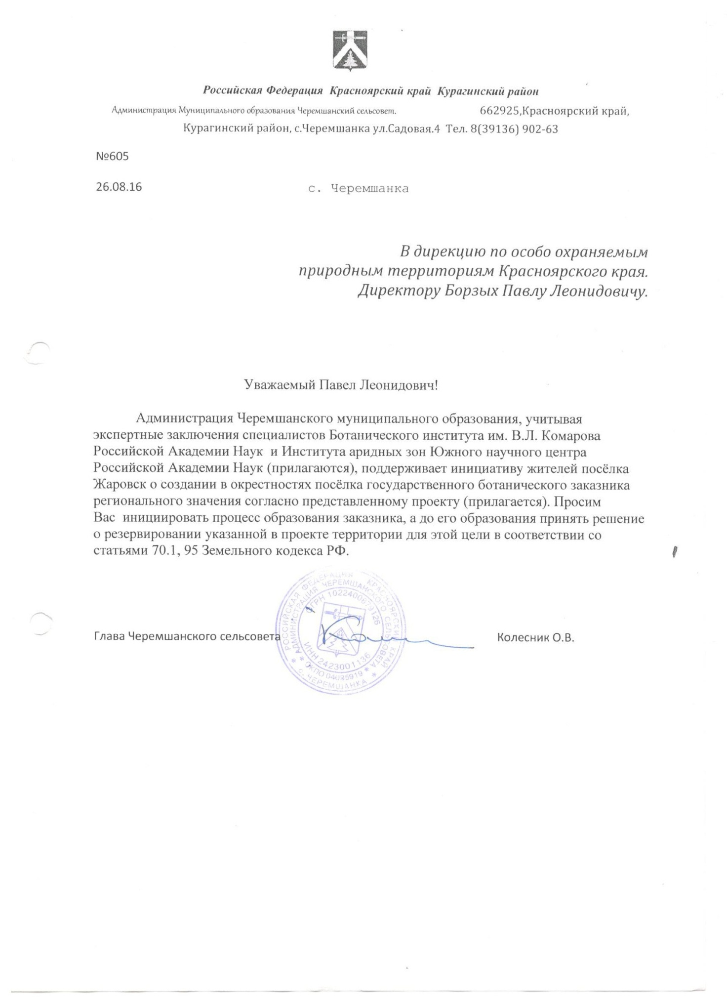 Российская Федерация  Красноярский край  Курагинский район
Администрация Муниципального образования Черемшанский сельсовет. 662925,Красноярский край,
Курагинский район, с.Черемшанка ул.Садовая.4  Тел. 8(39136) 902-63
№605
26.08.16 с. Черемшанка
В дирекцию по особо охраняемым
природным территориям Красноярского края.
Директору Борзых Павлу Леонидовичу.
Уважаемый Павел Леонидович!
Администрация Черемшанского муниципального образования, учитывая
экспертные заключения специалистов Ботанического института им. В.Л. Комарова
Российской Академии Наук  и Института аридных зон Южного научного центра
Российской Академии Наук (прилагаются), поддерживает инициативу жителей посёлка
Жаровск о создании в окрестностях посёлка государственного ботанического заказника
регионального значения согласно представленному проекту (прилагается). Просим
Вас  инициировать процесс образования заказника, а до его образования принять решение
о резервировании указанной в проекте территории для этой цели в соответствии со
статьями 70.1, 95 Земельного кодекса РФ.
Глава Черемшанского сельсовета Колесник О.В.
РОССИЙСКАЯ ФЕДЕРАЦИЯ КРАСНОЯРСКИЙ КРАЙ
* с. ЧЕРЕМШАНКА *
АДМИНИСТРАЦИЯ ЧЕРЕМШАНСКОГО СЕЛЬСОВЕТА
* ОКПО 04095919 *
ОГРН 1022400879126
ИНН 2423001136